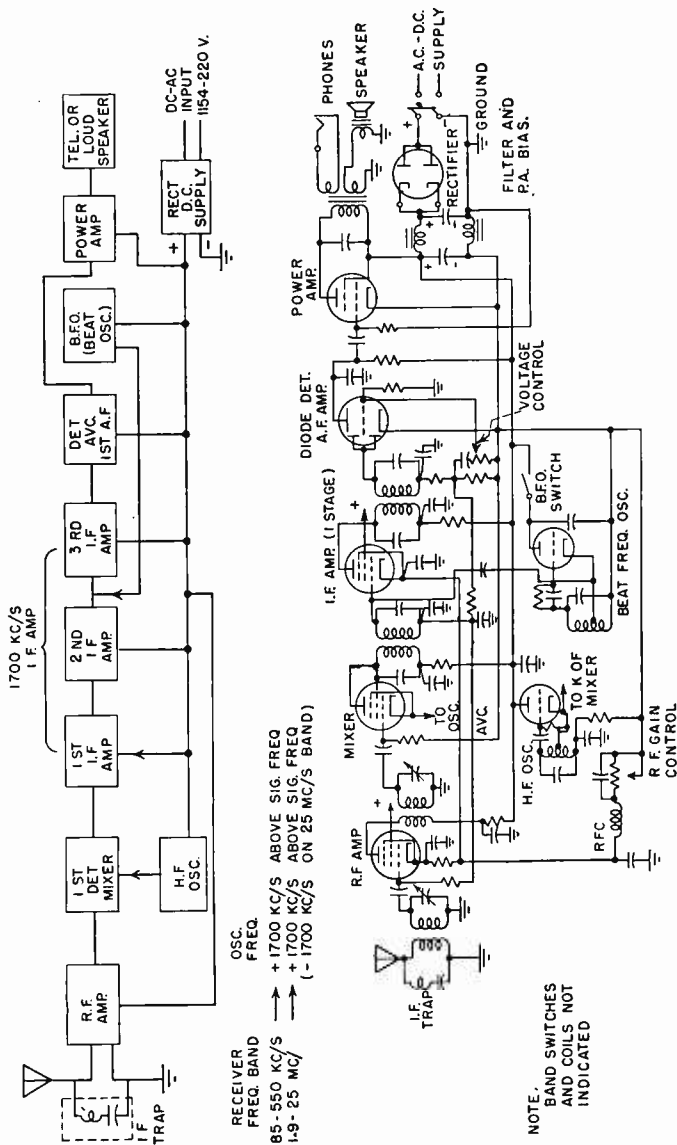 1700 KC/S
I.F. AMP
R.F.
AMP.
1 ST
DET
MIXER
1 ST
I.F
AMP.
2 ND
I F
AMP.
3 RD
I.F
AMP
DET
AVC.
1ST A.F
B.F.O.
(BEAT
OSC.)
POWER
AMP
TEL. OR
LOUD
SPEAKER
I F
TRAP
H.F
OSC.
RECT
D.C.
SUPPLY
+
-
DC-AC
INPUT
1154-220 V.
RECEIVER
FREQ. BAND
OSC.
FREQ.
85-550 KC/S → +1700 KC/S ABOVE SIG. FREQ
1.9-25 MC/ → +1700 KC/S ABOVE SIG. FREQ
(-1700 KC/S ON 25 MC/S BAND)
I.F.
TRAP
R.F AMP
+
MIXER
TO
OSC.
I.F. AMP. (1 STAGE)
+
DIODE DET.
A.F. AMP.
POWER
AMP.
PHONES
SPEAKER
A.C.-D.C.
SUPPLY
+
-
RECTIFIER
GROUND
FILTER AND
P.A. BIAS.
+
-
+
-
AVC.
VOLTAGE
CONTROL
H.F. OSC.
TO K OF
MIXER
B.F.O.
SWITCH
BEAT FREQ. OSC.
RFC
R F. GAIN
CONTROL
NOTE,
BAND SWITCHES
AND COILS NOT
INDICATED